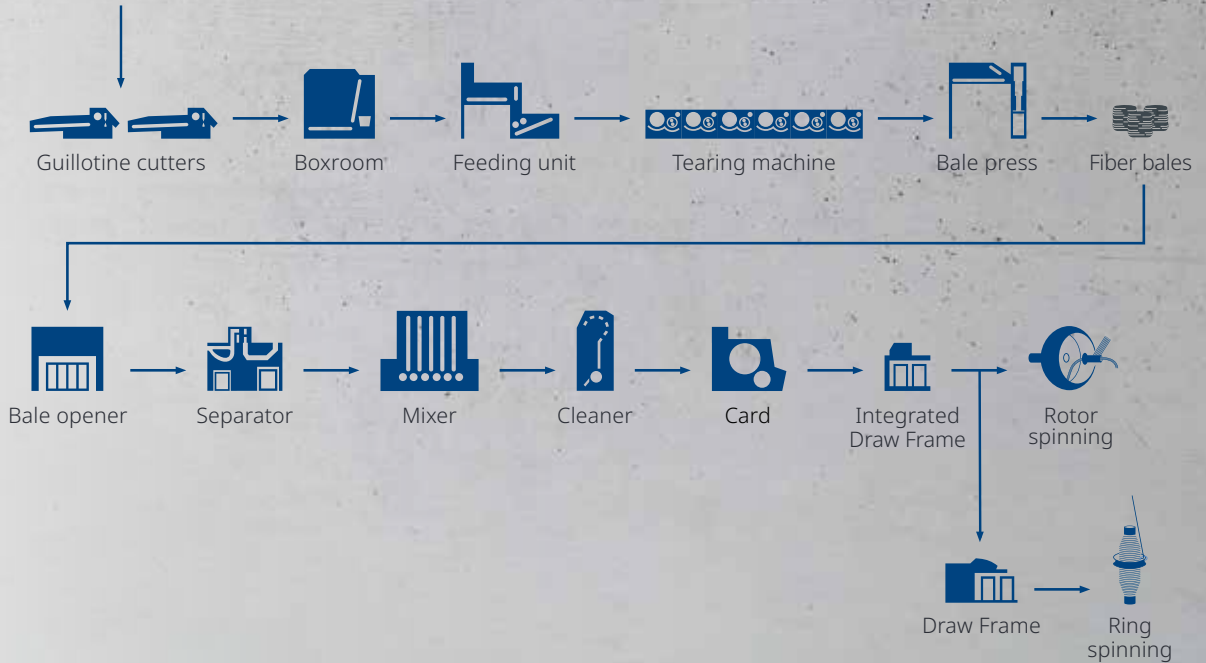 Guillotine cutters
Boxroom
Feeding unit
Tearing machine
Bale press
Fiber bales
Bale opener
Separator
Mixer
Cleaner
Card
Integrated
Draw Frame
Rotor
spinning
Draw Frame
Ring
spinning